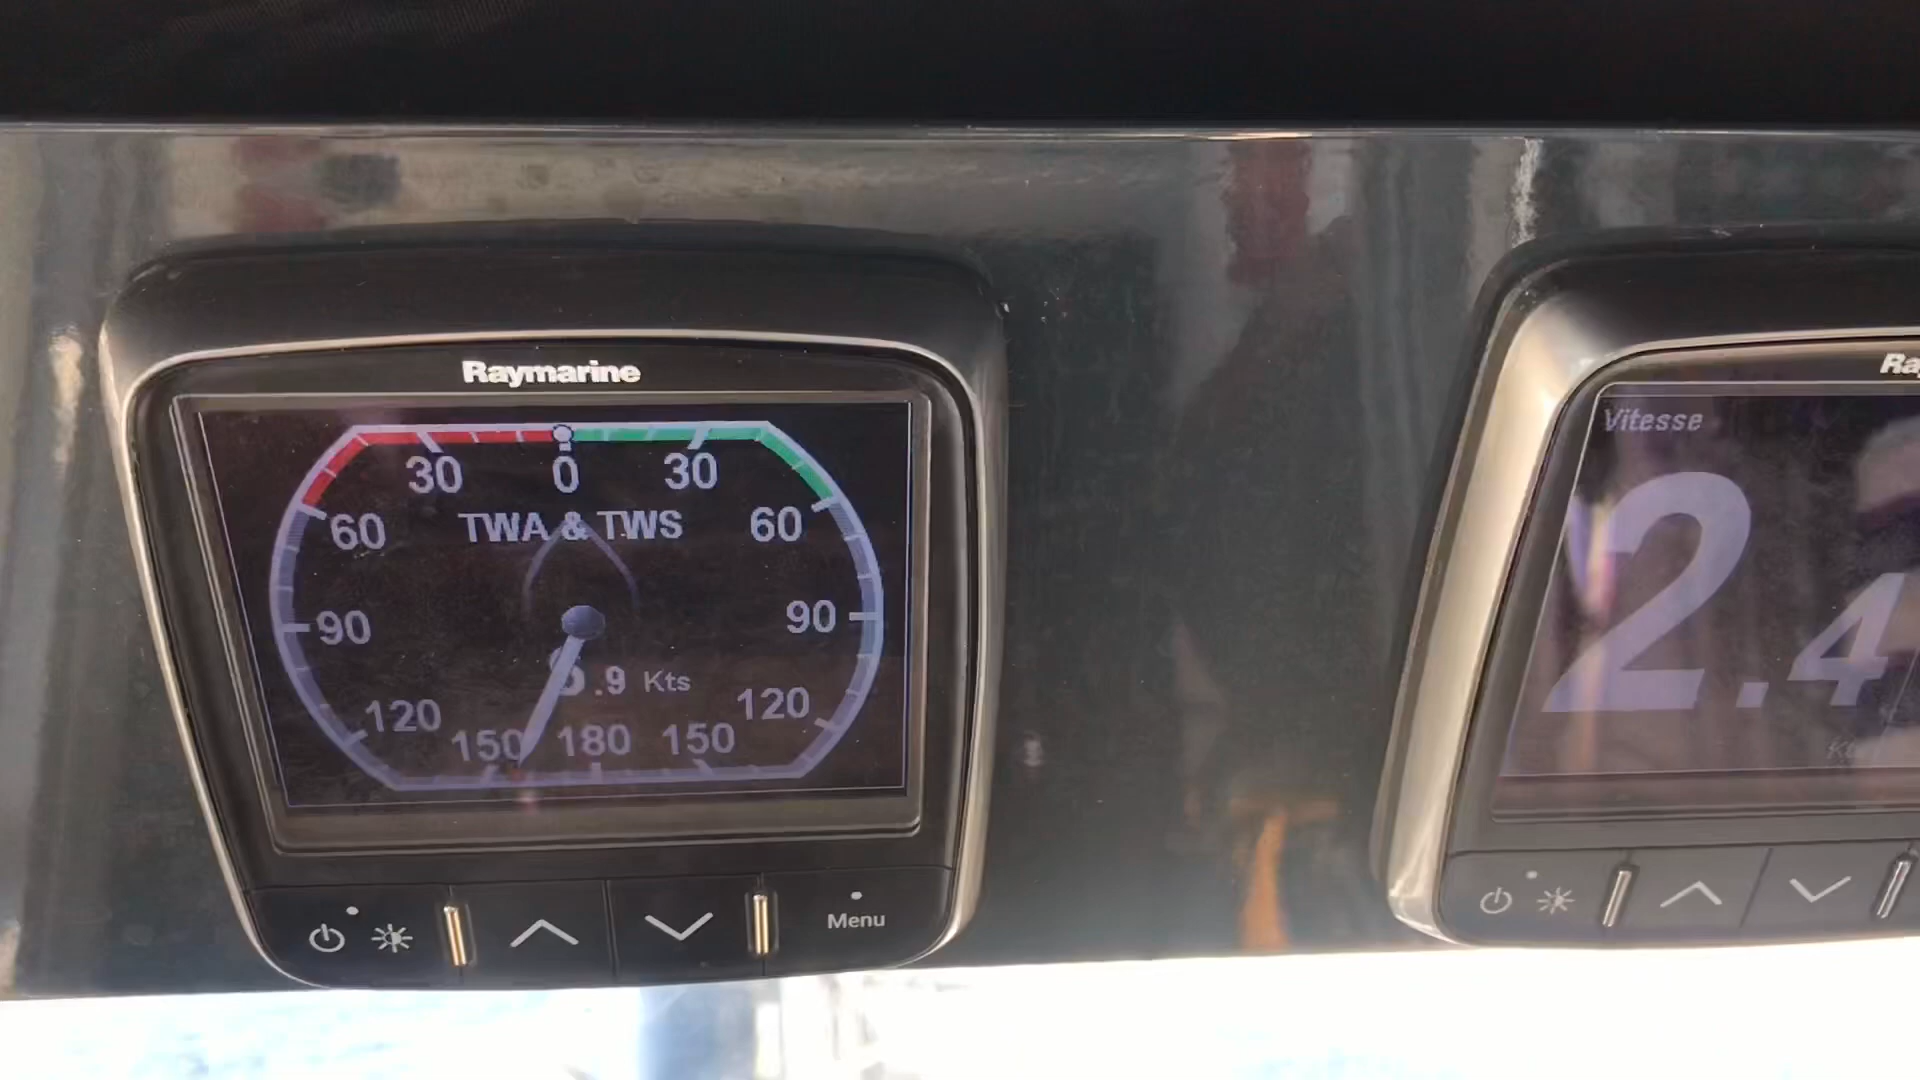 Raymarine
30 0 30
60 TWA & TWS 60
90 90
.9 Kts
120 120
150 180 150
Menu
Vitesse
2.4